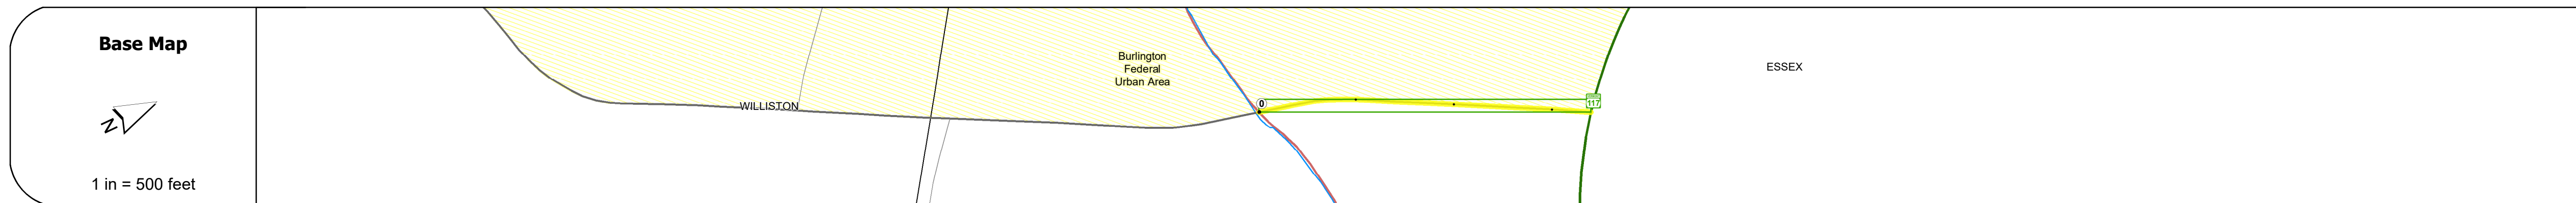 Base Map
N
1 in = 500 feet
WILLISTON
Burlington
Federal
Urban Area
0
117
ESSEX